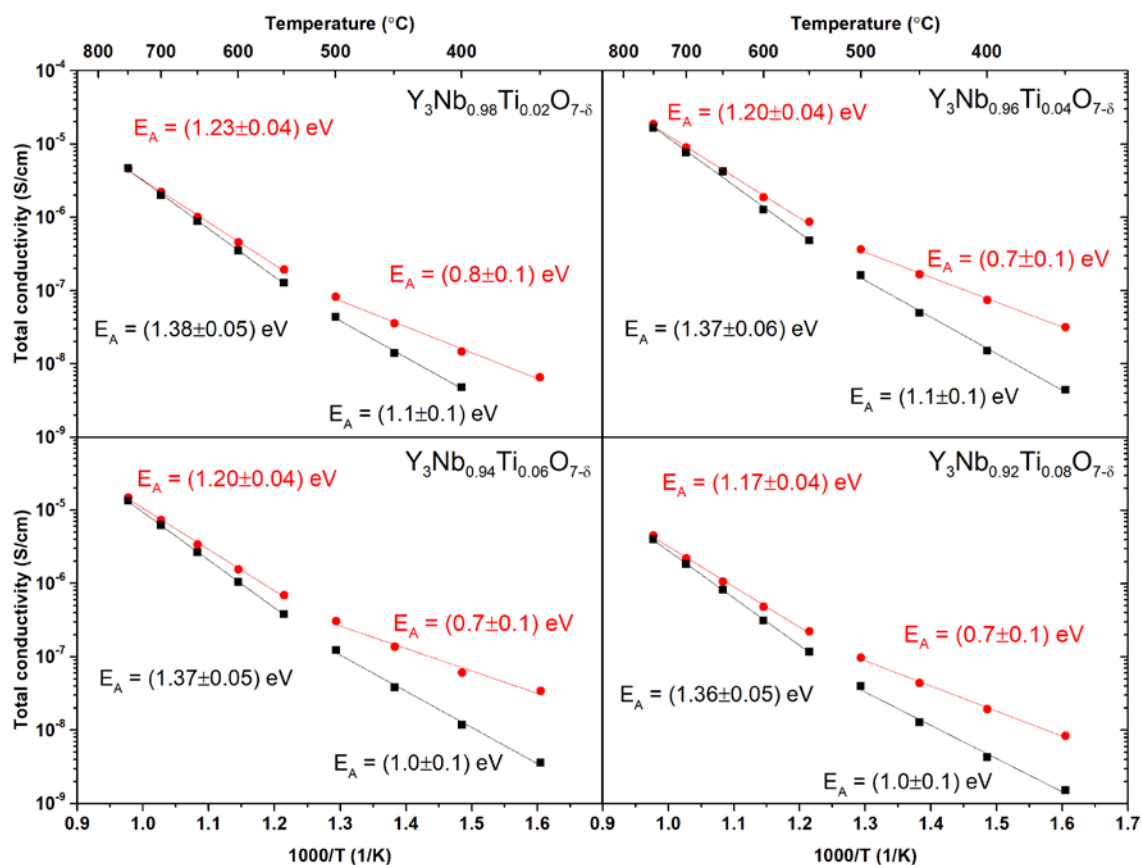 Temperature (°C)
Temperature (°C)
800 700 600 500 400
800 700 600 500 400
10⁻⁴
Y₃Nb₀.₉₈Ti₀.₀₂O₇₋δ
Y₃Nb₀.₉₆Ti₀.₀₄O₇₋δ
E_A = (1.23±0.04) eV
E_A = (1.20±0.04) eV
10⁻⁵
10⁻⁶
10⁻⁷
10⁻⁸
10⁻⁹
Total conductivity (S/cm)
E_A = (0.8±0.1) eV
E_A = (0.7±0.1) eV
E_A = (1.38±0.05) eV
E_A = (1.37±0.06) eV
E_A = (1.1±0.1) eV
E_A = (1.1±0.1) eV
Y₃Nb₀.₉₄Ti₀.₀₆O₇₋δ
Y₃Nb₀.₉₂Ti₀.₀₈O₇₋δ
E_A = (1.20±0.04) eV
E_A = (1.17±0.04) eV
10⁻⁵
10⁻⁶
10⁻⁷
10⁻⁸
10⁻⁹
Total conductivity (S/cm)
E_A = (0.7±0.1) eV
E_A = (0.7±0.1) eV
E_A = (1.37±0.05) eV
E_A = (1.36±0.05) eV
E_A = (1.0±0.1) eV
E_A = (1.0±0.1) eV
0.9 1.0 1.1 1.2 1.3 1.4 1.5 1.6 0.9 1.0 1.1 1.2 1.3 1.4 1.5 1.6 1.7
1000/T (1/K)
1000/T (1/K)